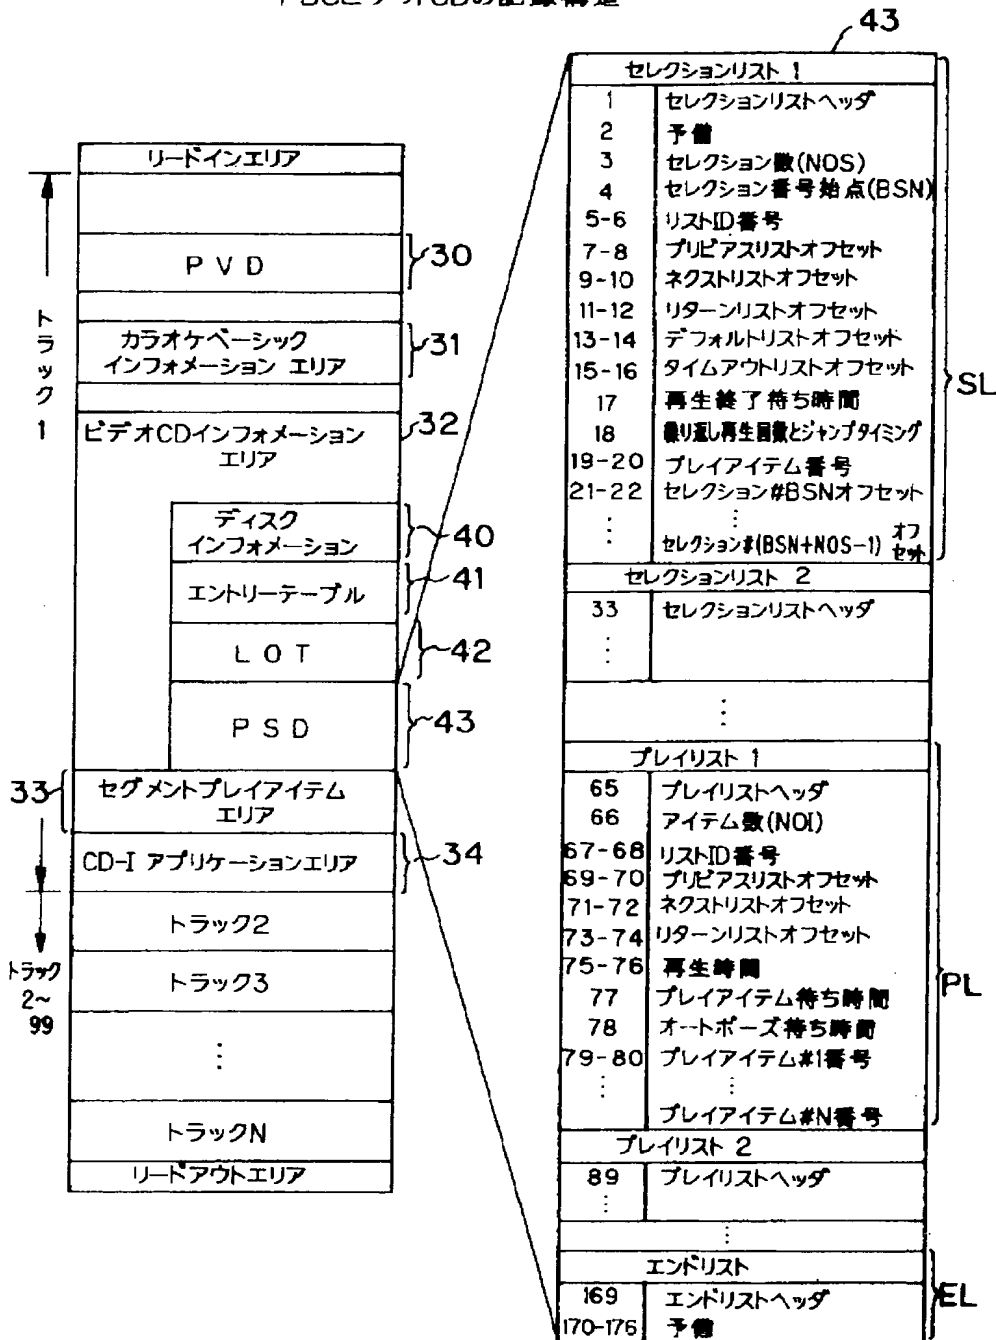 43
リードインエリア
PVD
30
カラオケベーシック
インフォメーション エリア
31
ビデオCDインフォメーション
エリア
32
ディスク
インフォメーション
40
エントリーテーブル
41
LOT
42
PSD
43
33
セグメントプレイアイテム
エリア
CD-I アプリケーションエリア
34
トラック2
トラック3
⋮
トラックN
リードアウトエリア
トラック1
トラック
2~
99
セレクションリスト 1
1 セレクションリストヘッダ
2 予備
3 セレクション数(NOS)
4 セレクション番号始点(BSN)
5-6 リストID番号
7-8 プリビアスリストオフセット
9-10 ネクストリストオフセット
11-12 リターンリストオフセット
13-14 デフォルトリストオフセット
15-16 タイムアウトリストオフセット
17 再生終了待ち時間
18 繰り返し再生回数とジャンプタイミング
19-20 プレイアイテム番号
21-22 セレクション#BSNオフセット
⋮ ⋮
セレクション#(BSN+NOS-1) オフセット
SL
セレクションリスト 2
33 セレクションリストヘッダ
⋮
⋮
プレイリスト 1
65 プレイリストヘッダ
66 アイテム数(NOI)
67-68 リストID番号
69-70 プリビアスリストオフセット
71-72 ネクストリストオフセット
73-74 リターンリストオフセット
75-76 再生時間
77 プレイアイテム待ち時間
78 オートポーズ待ち時間
79-80 プレイアイテム#1番号
⋮ ⋮
プレイアイテム#N番号
PL
プレイリスト 2
89 プレイリストヘッダ
⋮
⋮
エンドリスト
169 エンドリストヘッダ
170-176 予備
EL